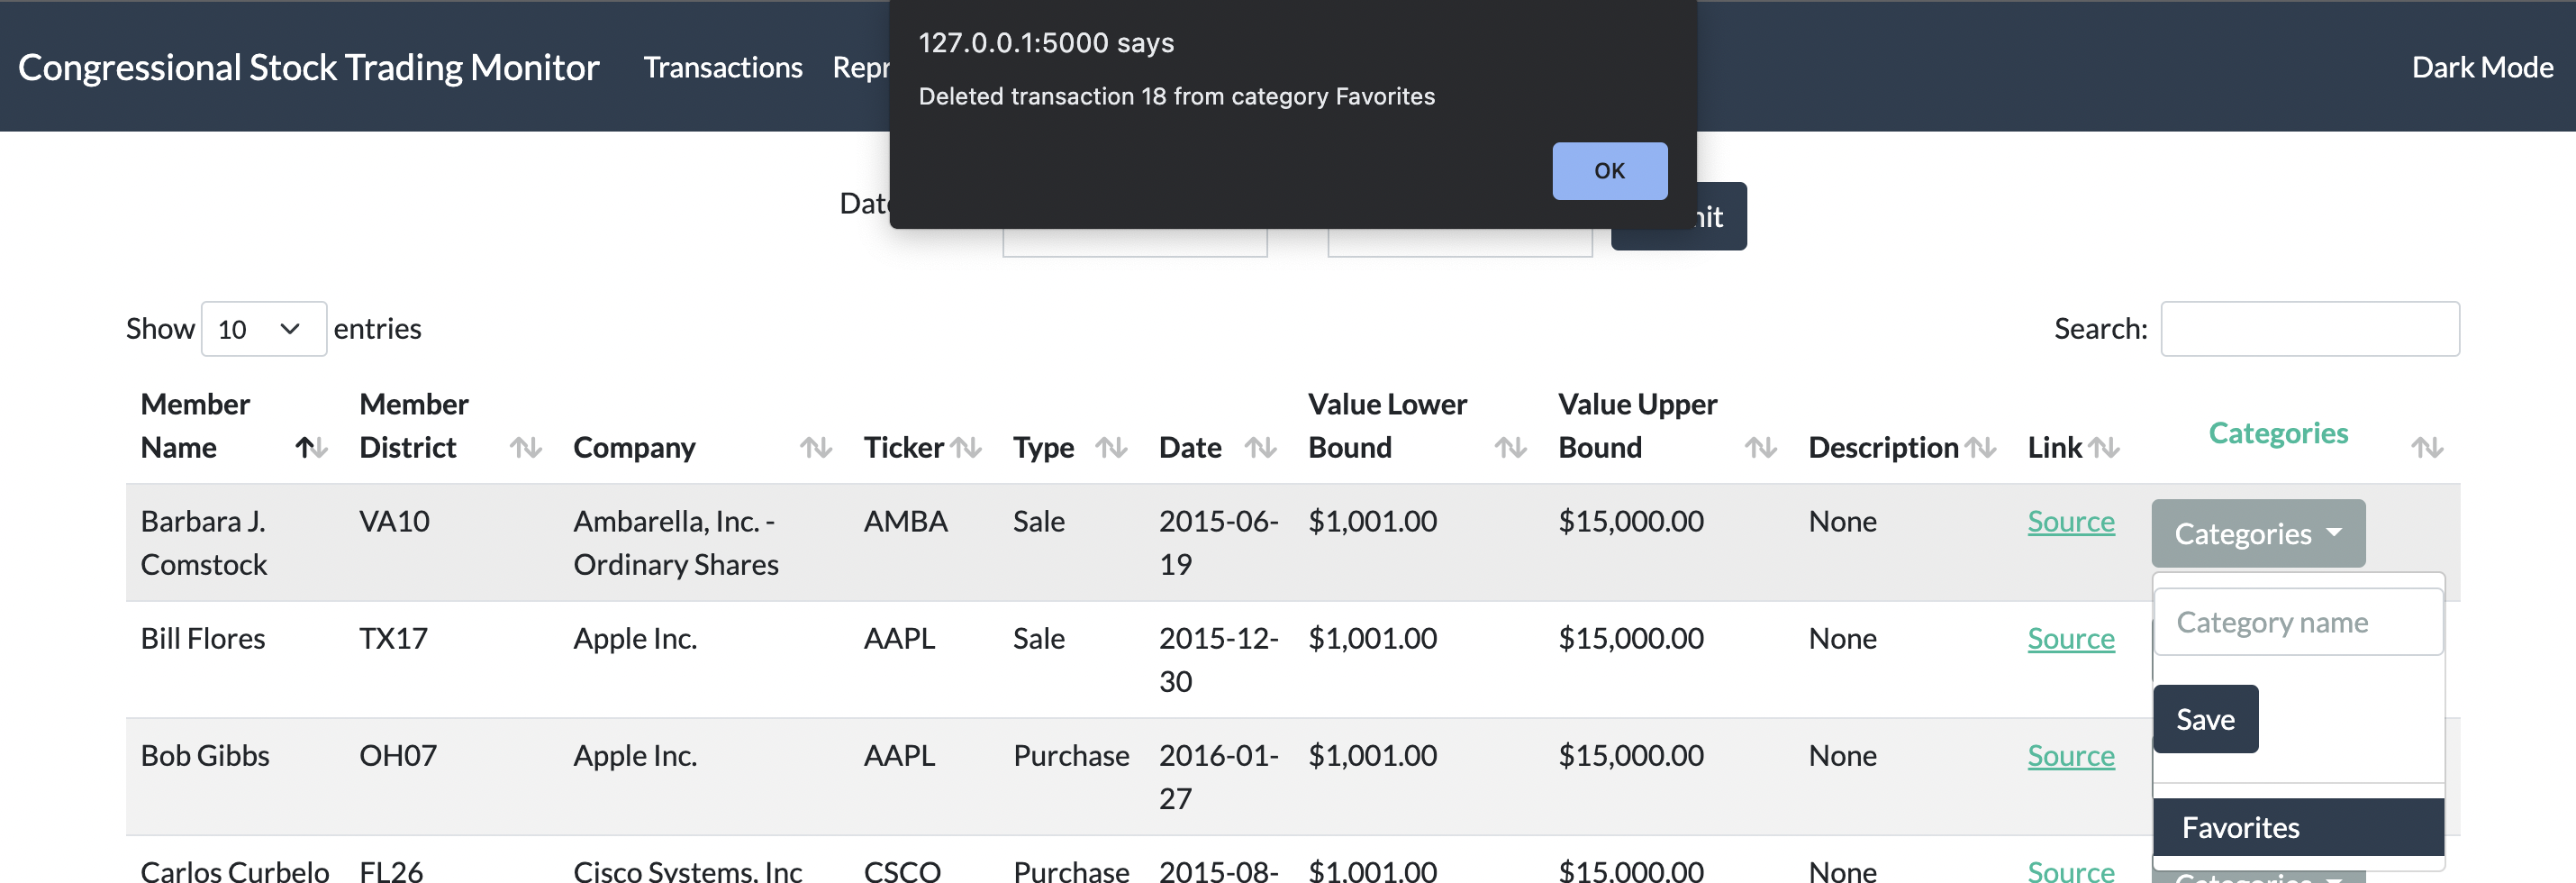 127.0.0.1:5000 says
Congressional Stock Trading Monitor Transactions Repr Dark Mode
Deleted transaction 18 from category Favorites
OK
Date
Show 10 entries Search:
Member Name Member District Company Ticker Type Date Value Lower Bound Value Upper Bound Description Link Categories
Barbara J. Comstock VA10 Ambarella, Inc. - Ordinary Shares AMBA Sale 2015-06-19 $1,001.00 $15,000.00 None Source Categories
Category name
Bill Flores TX17 Apple Inc. AAPL Sale 2015-12-30 $1,001.00 $15,000.00 None Source
Save
Bob Gibbs OH07 Apple Inc. AAPL Purchase 2016-01-27 $1,001.00 $15,000.00 None Source
Favorites
Carlos Curbelo FL26 Cisco Systems, Inc CSCO Purchase 2015-08- $1,001.00 $15,000.00 None Source Categories